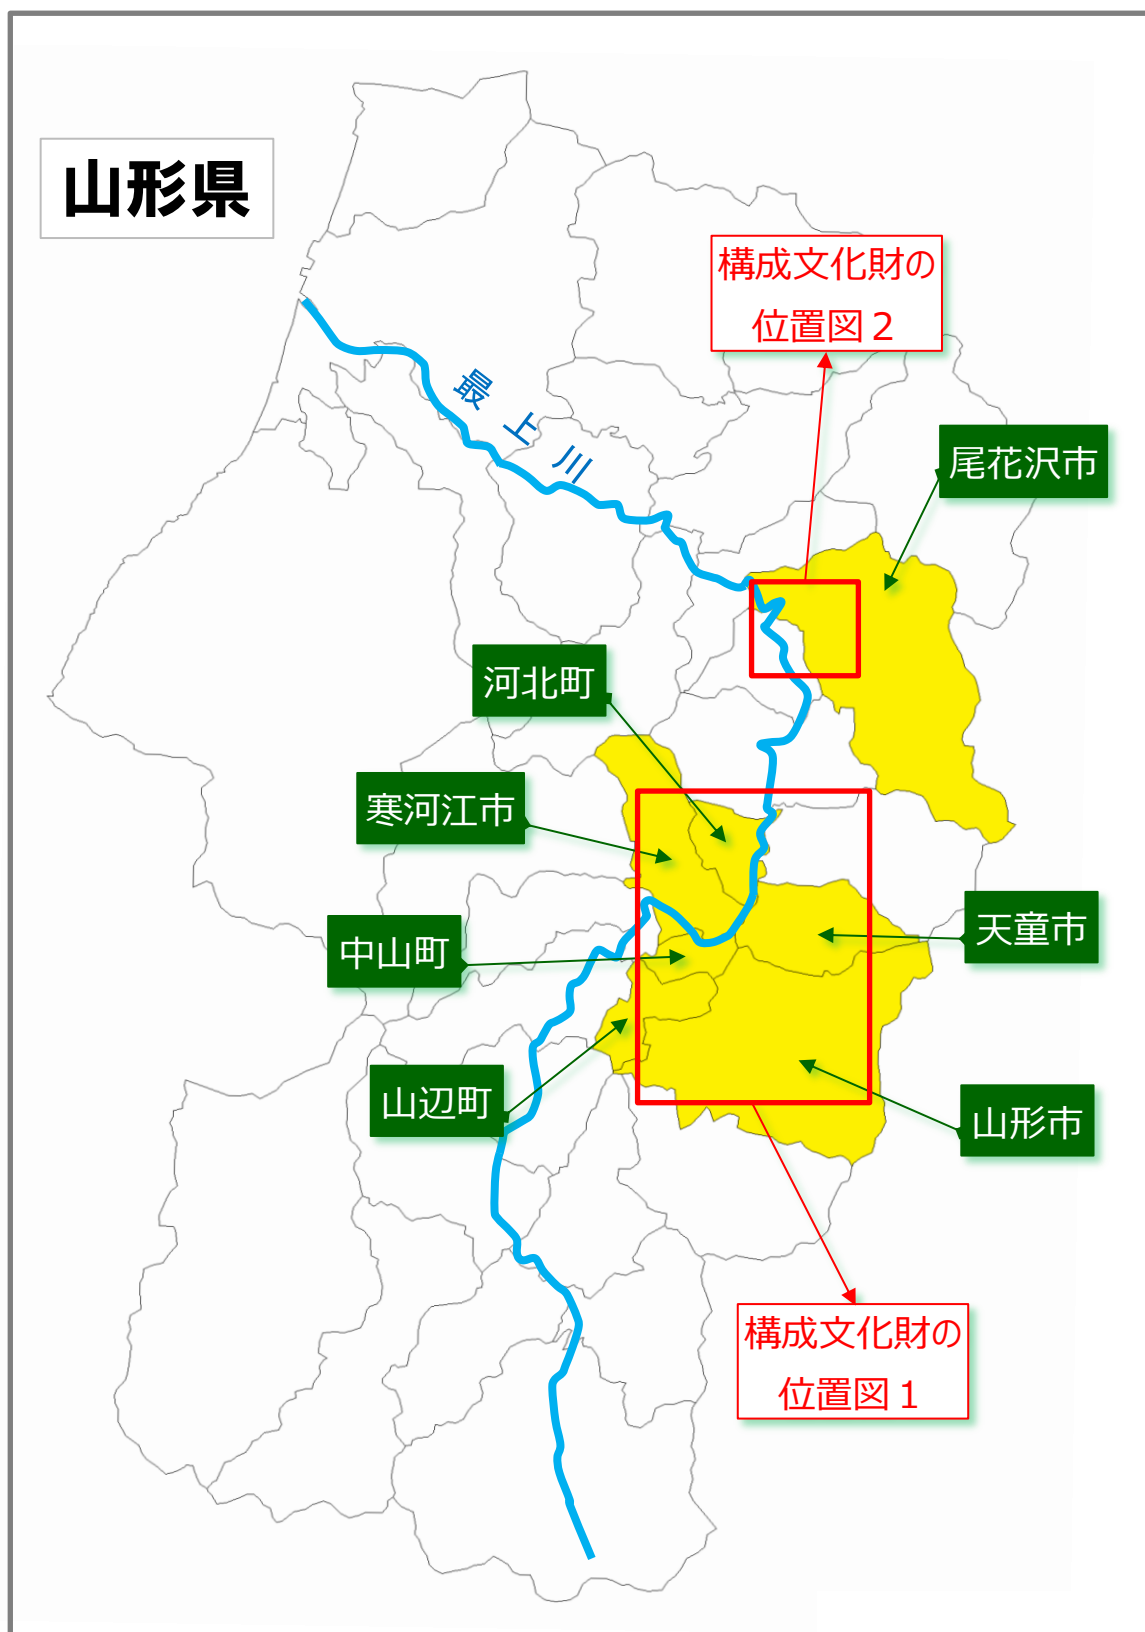 山形県
構成文化財の
位置図２
最上川
尾花沢市
河北町
寒河江市
中山町
天童市
山辺町
山形市
構成文化財の
位置図１